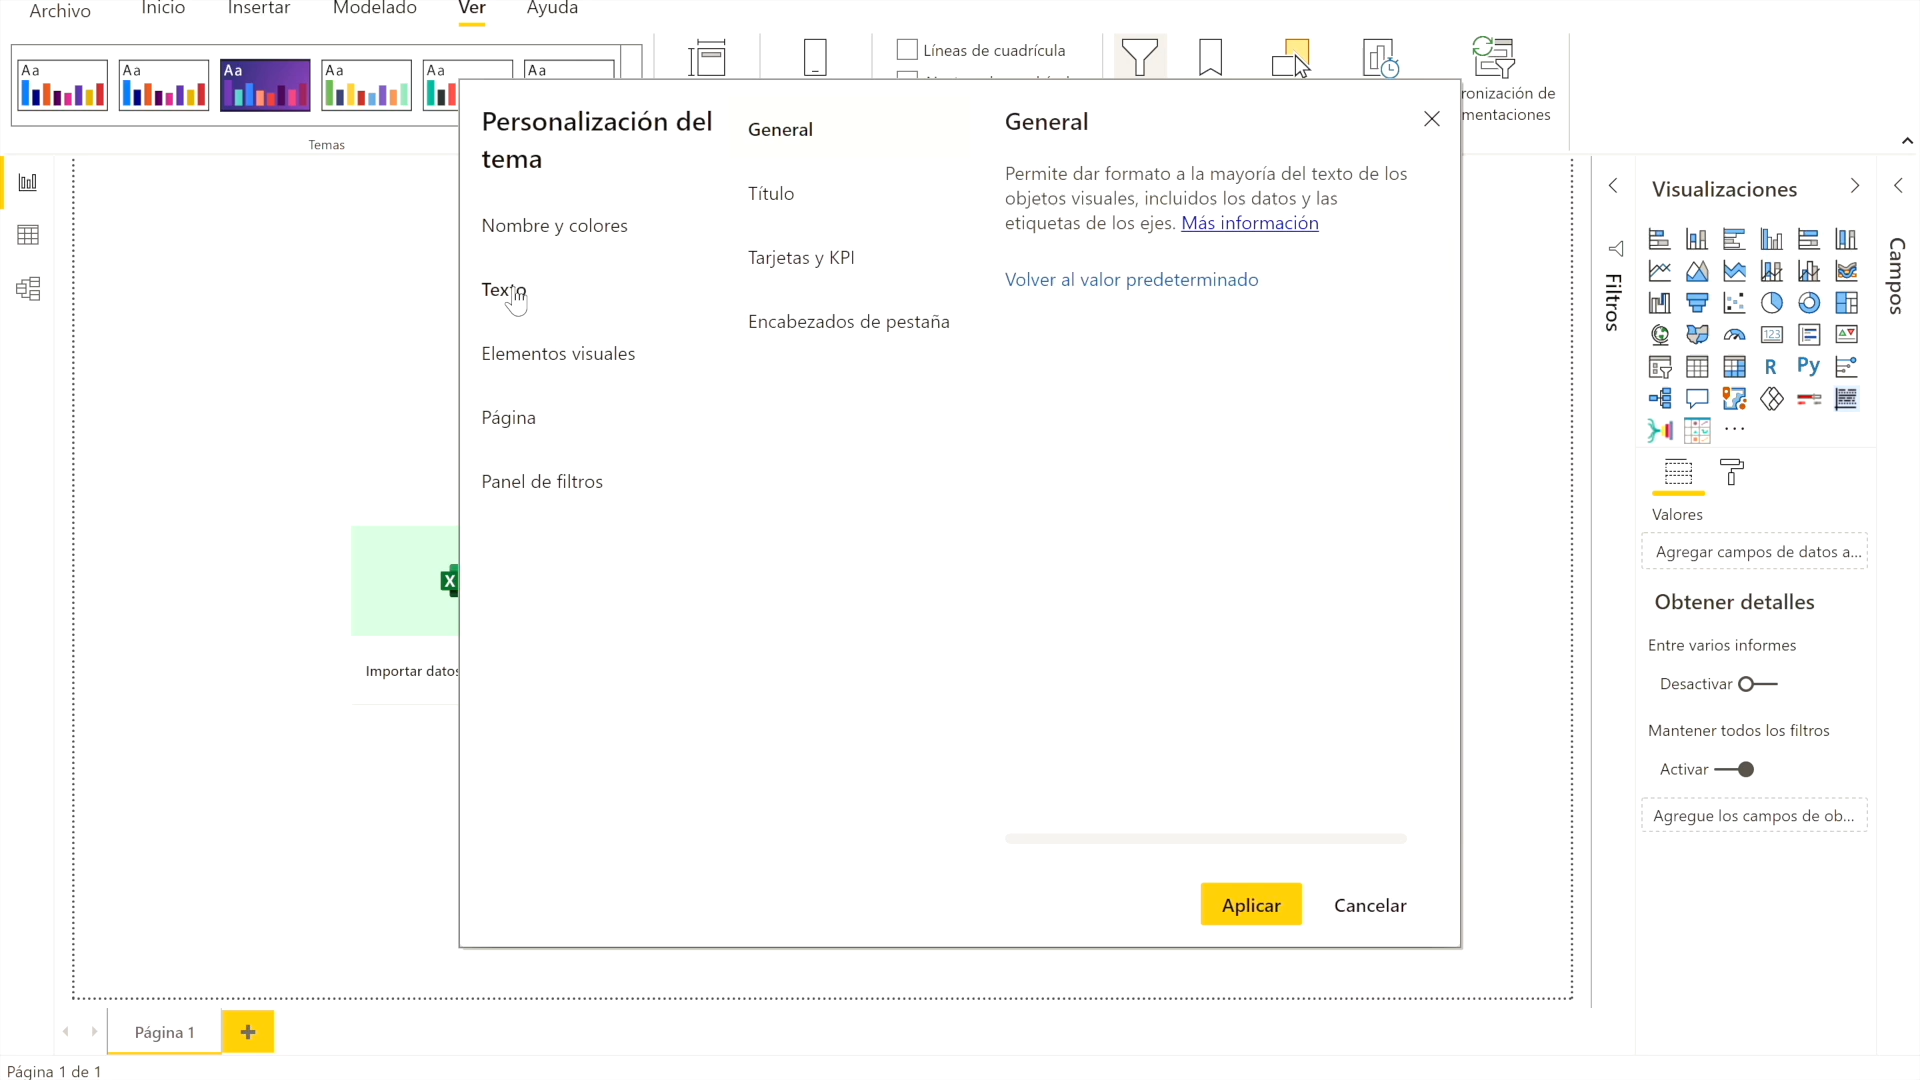 Archivo
Inicio
Insertar
Modelado
Ver
Ayuda
Aa
Aa
Aa
Aa
Aa
Aa
Temas
Líneas de cuadrícula
ronización de
mentaciones
Personalización del
tema
Nombre y colores
Texto
Elementos visuales
Página
Panel de filtros
General
Título
Tarjetas y KPI
Encabezados de pestaña
General
Permite dar formato a la mayoría del texto de los
objetos visuales, incluidos los datos y las
etiquetas de los ejes. Más información
Volver al valor predeterminado
Aplicar
Cancelar
X
Importar datos
Filtros
Visualizaciones
123
R
Py
...
Valores
Agregar campos de datos a...
Obtener detalles
Entre varios informes
Desactivar
Mantener todos los filtros
Activar
Agregue los campos de ob...
Campos
Página 1
+
Página 1 de 1